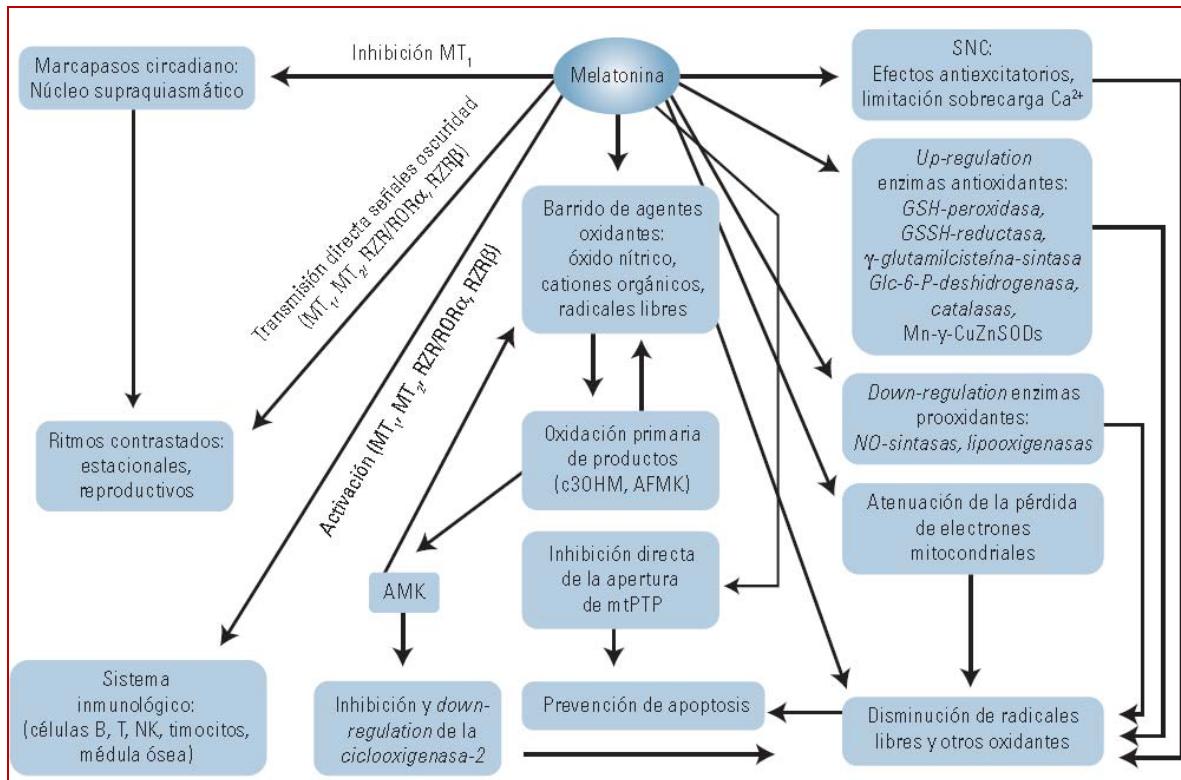 Marcapasos circadiano:
Núcleo supraquiasmático
Inhibición MT₁
Melatonina
SNC:
Efectos antiexcitatorios,
limitación sobrecarga Ca²⁺
Transmisión directa señales oscuridad
(MT₁, MT₂, RZR/RORα, RZRβ)
Activación (MT₁, MT₂, RZR/RORα, RZRβ)
Barrido de agentes
oxidantes:
óxido nítrico,
cationes orgánicos,
radicales libres
Up-regulation
enzimas antioxidantes:
GSH-peroxidasa,
GSSH-reductasa,
γ-glutamilcisteína-sintasa
Glc-6-P-deshidrogenasa,
catalasas,
Mn-y-CuZnSODs
Ritmos contrastados:
estacionales,
reproductivos
Oxidación primaria
de productos
(c3OHM, AFMK)
Down-regulation enzimas
prooxidantes:
NO-sintasas, lipooxigenasas
Atenuación de la pérdida
de electrones
mitocondriales
AMK
Inhibición directa
de la apertura
de mtPTP
Sistema
inmunológico:
(células B, T, NK, timocitos,
médula ósea)
Inhibición y down-
regulation de la
ciclooxigenasa-2
Prevención de apoptosis
Disminución de radicales
libres y otros oxidantes